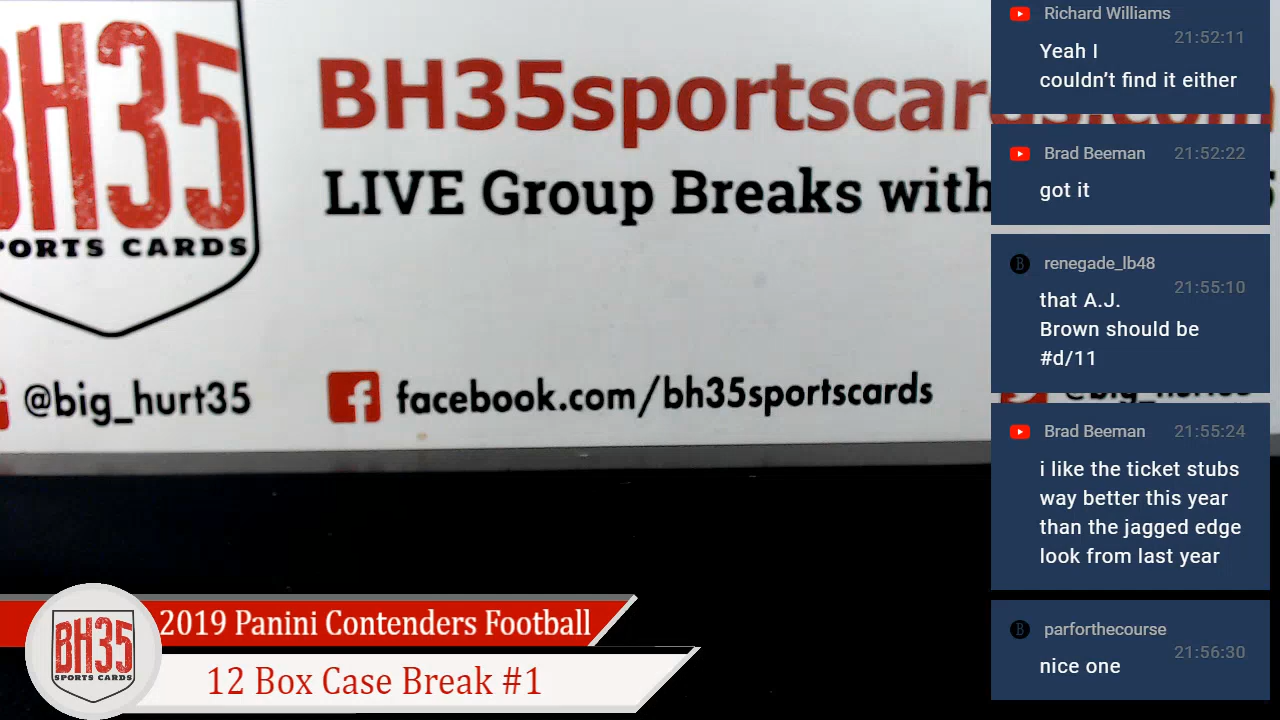 BH35
PORTS CARDS
BH35sportscards.com
LIVE Group Breaks with
@big_hurt35
facebook.com/bh35sportscards
@big_hurt35
Richard Williams
21:52:11
Yeah I
couldn't find it either
Brad Beeman 21:52:22
got it
renegade_lb48
21:55:10
that A.J.
Brown should be
#d/11
Brad Beeman 21:55:24
i like the ticket stubs
way better this year
than the jagged edge
look from last year
parforthecourse
21:56:30
nice one
BH35
SPORTS CARDS
2019 Panini Contenders Football
12 Box Case Break #1